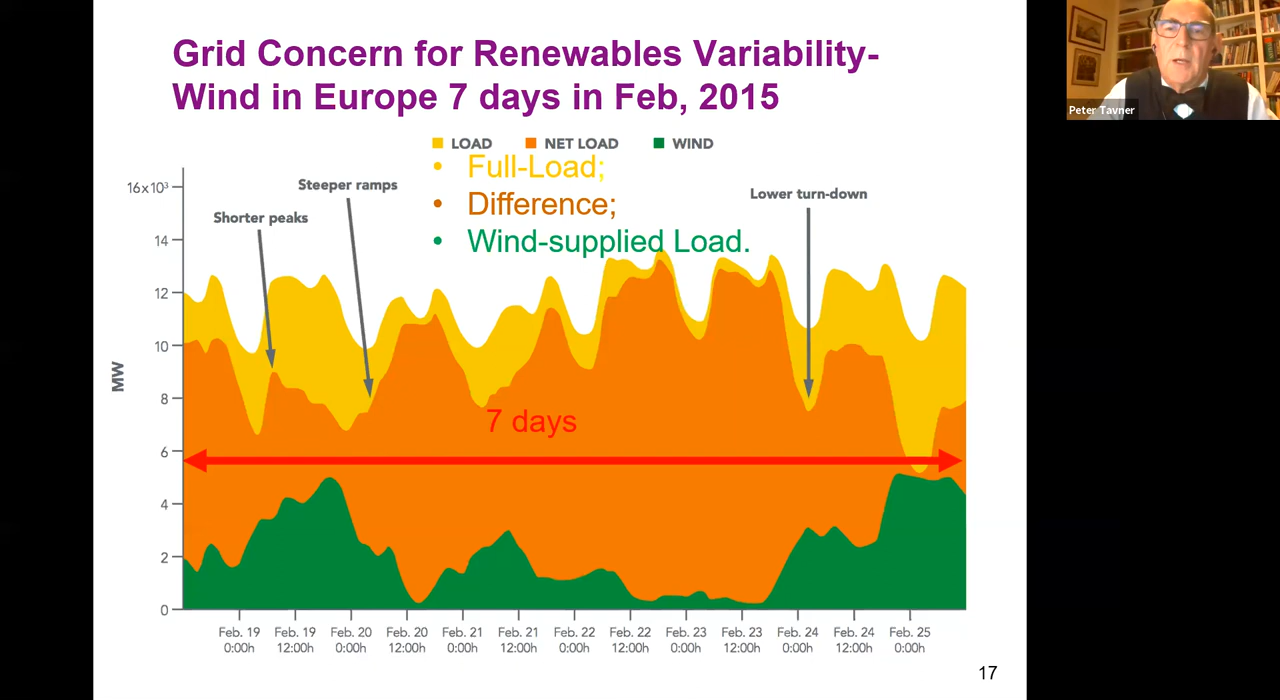 Grid Concern for Renewables Variability-
Wind in Europe 7 days in Feb, 2015
Peter Tavner
LOAD NET LOAD WIND
• Full-Load;
• Difference;
• Wind-supplied Load.
Steeper ramps
Shorter peaks
Lower turn-down
16x10³
14
12
10
8
6
4
2
0
MW
7 days
Feb. 19 Feb. 19 Feb. 20 Feb. 20 Feb. 21 Feb. 21 Feb. 22 Feb. 22 Feb. 23 Feb. 23 Feb. 24 Feb. 24 Feb. 25
0:00h 12:00h 0:00h 12:00h 0:00h 12:00h 0:00h 12:00h 0:00h 12:00h 0:00h 12:00h 0:00h
17